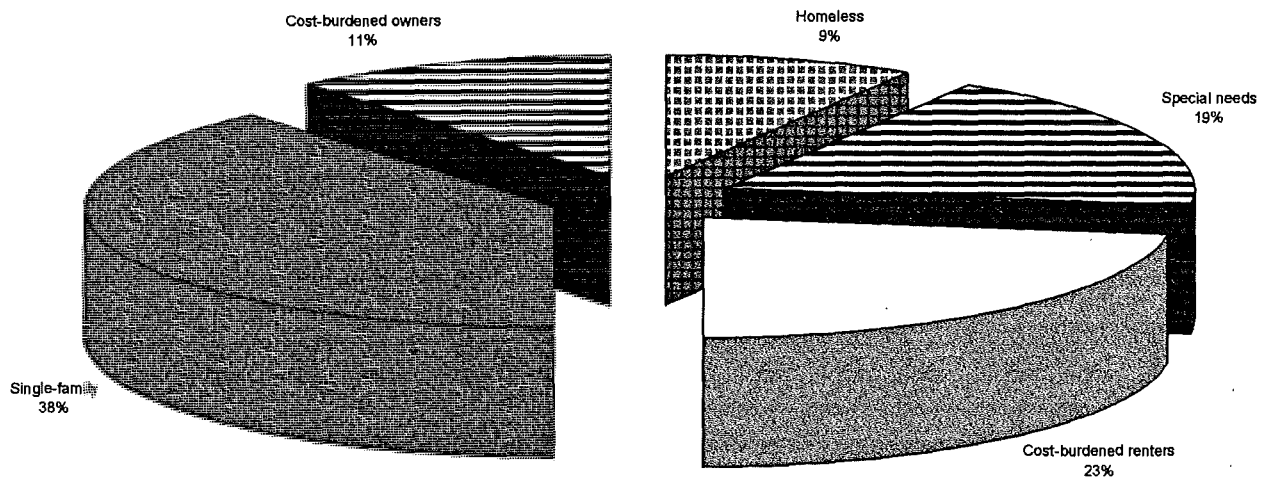 Cost-burdened owners
11%
Homeless
9%
Special needs
19%
Single-family
38%
Cost-burdened renters
23%